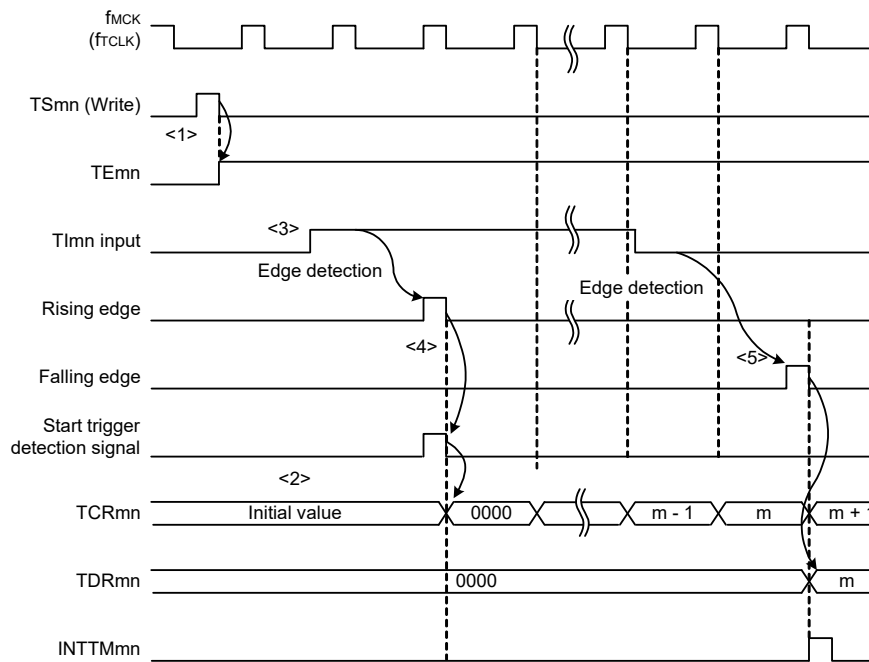 fMCK
(fTCLK)
TSmn (Write)
<1>
TEmn
<3>
TImn input
Edge detection
Edge detection
Rising edge
<4>
<5>
Falling edge
Start trigger
detection signal
<2>
TCRmn
Initial value
0000
m - 1
m
m + 1
TDRmn
0000
m
INTTMmn